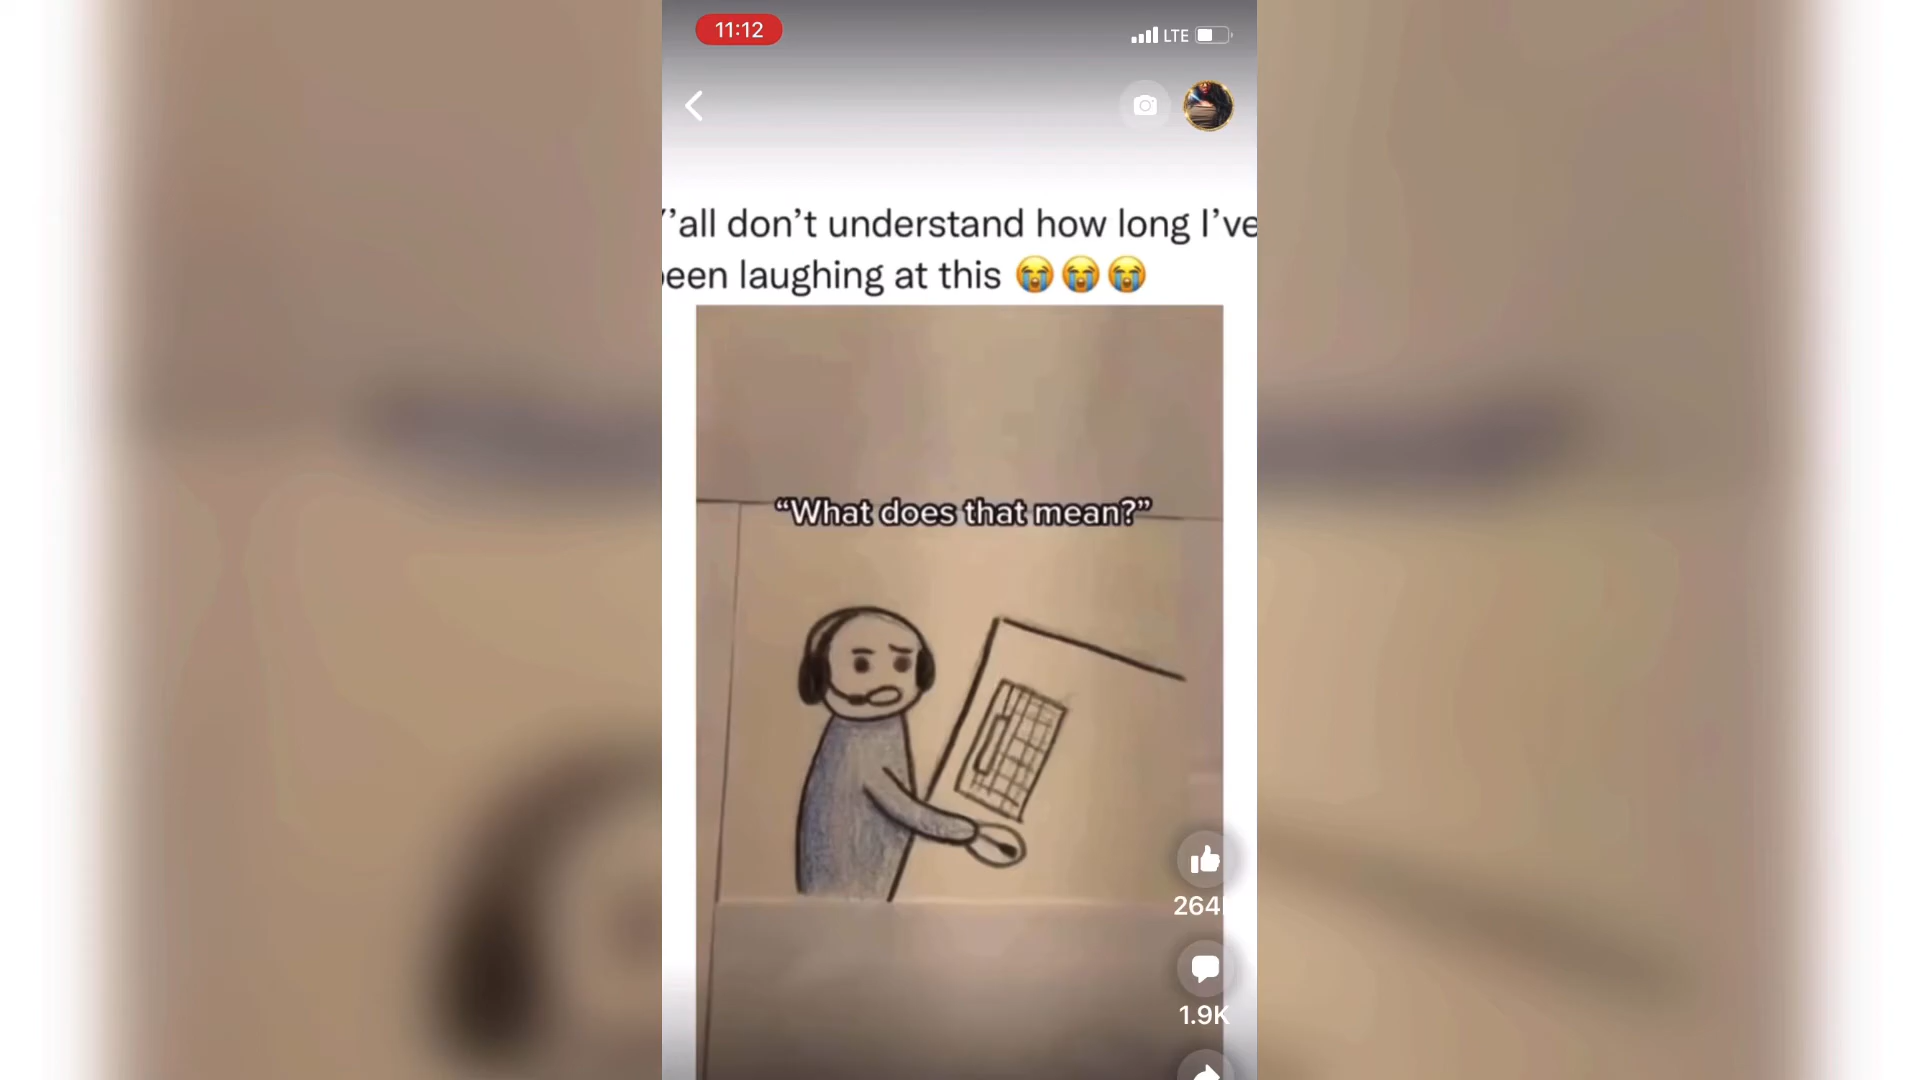 11:12
LTE
’all don’t understand how long I’ve
een laughing at this 😭😭😭
“What does that mean?”
264
1.9K